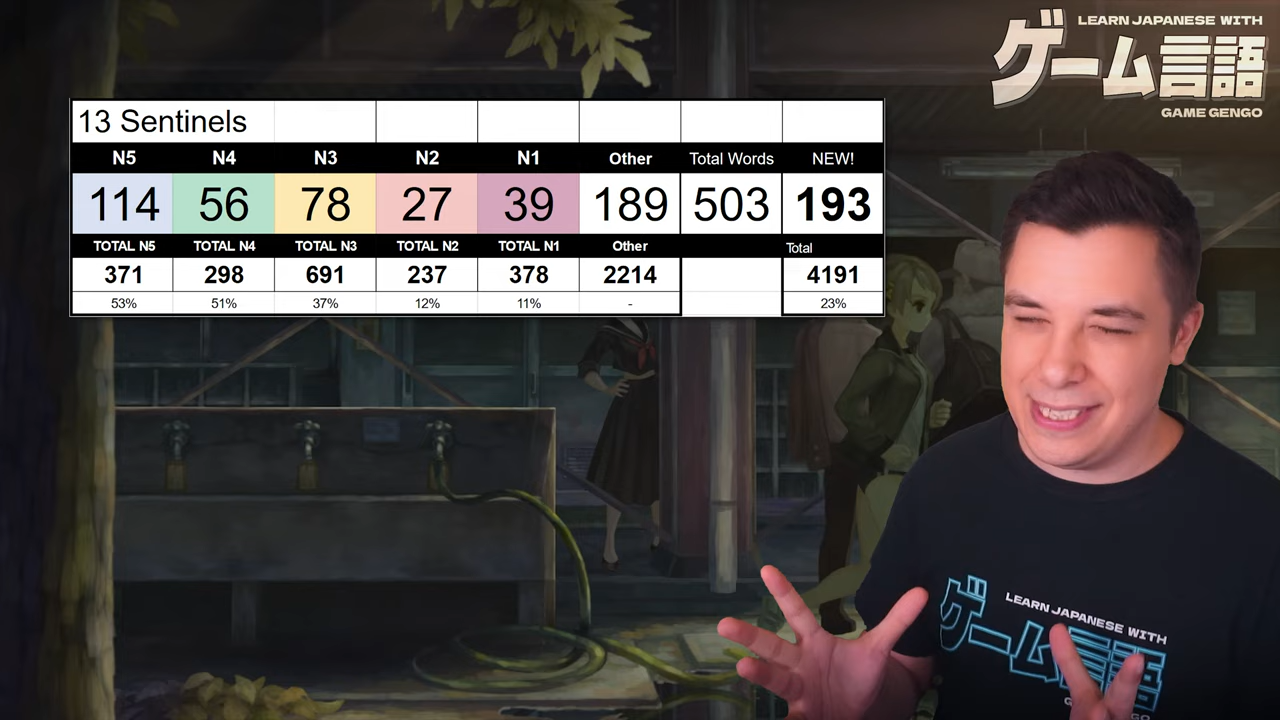 LEARN JAPANESE WITH
ゲーム言語
GAME GENGO
13 Sentinels
N5 N4 N3 N2 N1 Other Total Words NEW!
114 56 78 27 39 189 503 193
TOTAL N5 TOTAL N4 TOTAL N3 TOTAL N2 TOTAL N1 Other Total
371 298 691 237 378 2214 4191
53% 51% 37% 12% 11% - 23%
LEARN JAPANESE WITH
ゲーム言語